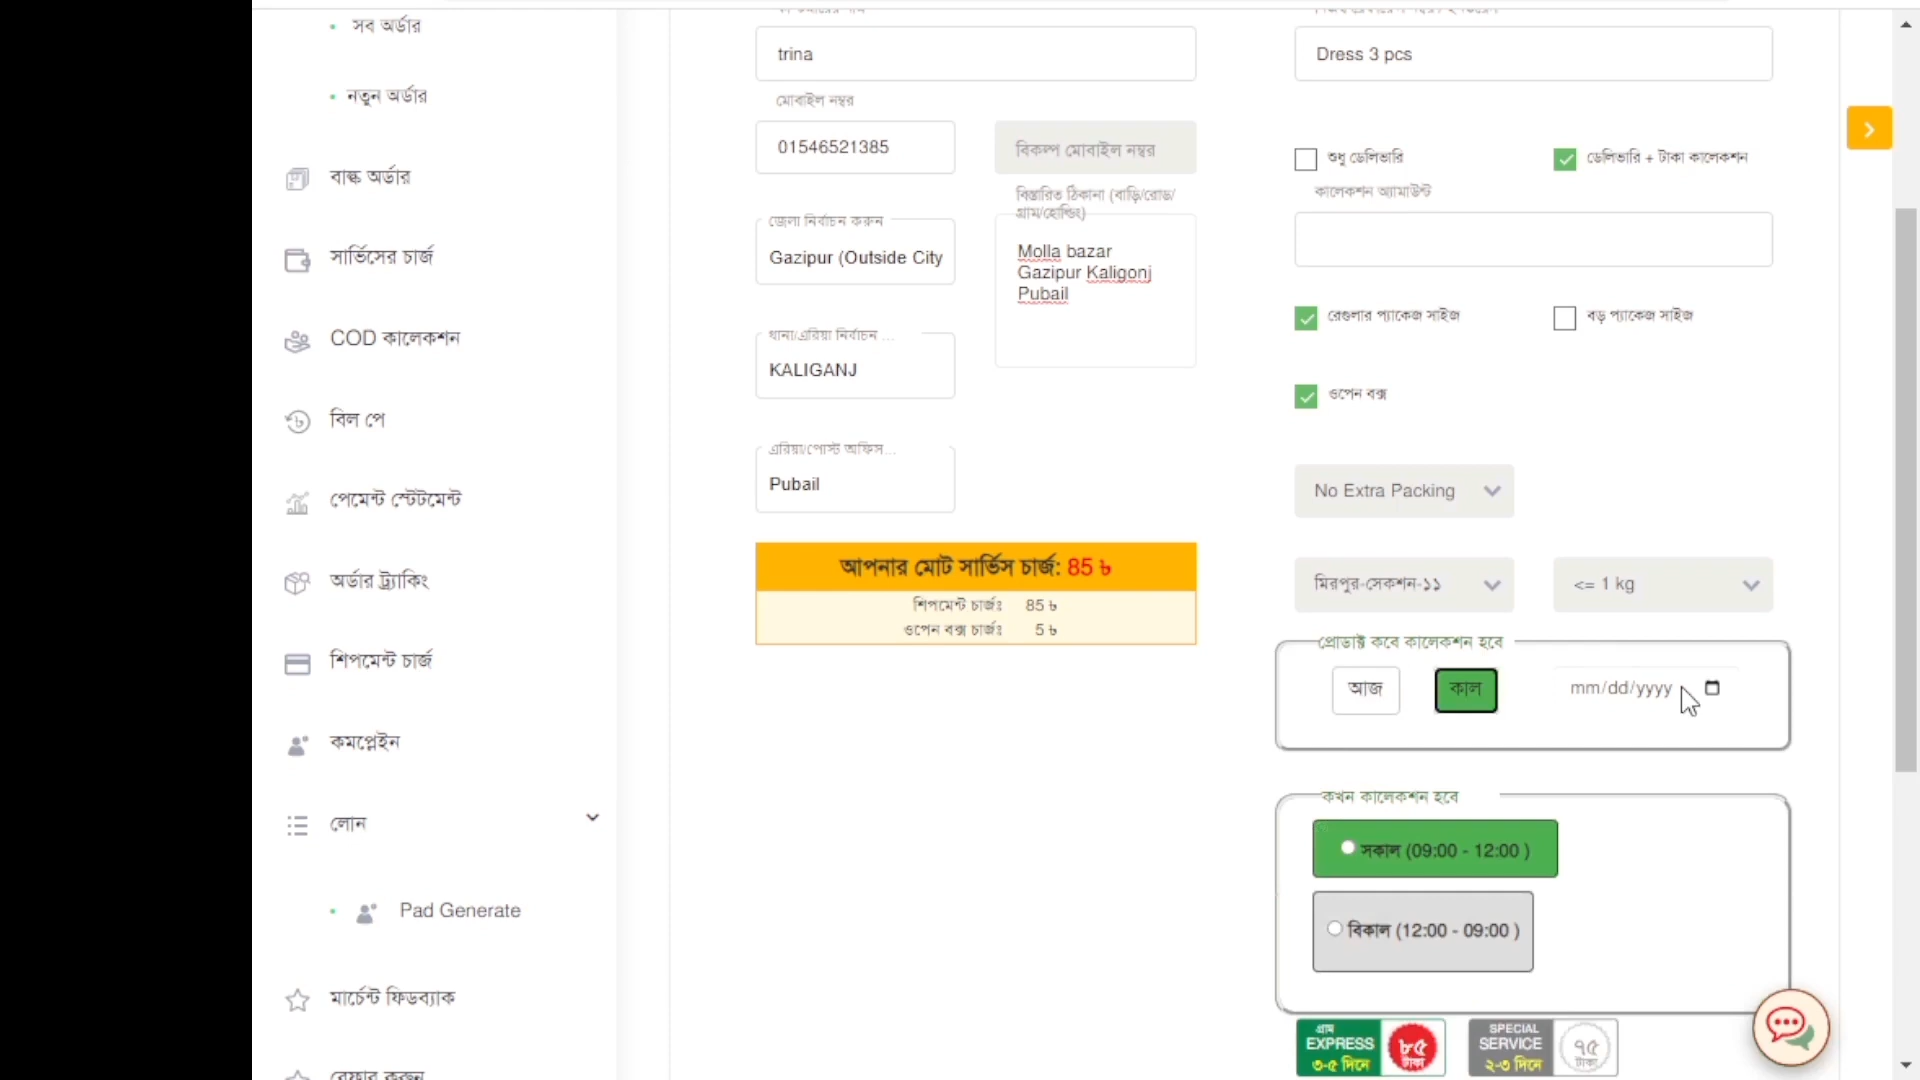 সব অর্ডার
নতুন অর্ডার
বাল্ক অর্ডার
সার্ভিসের চার্জ
COD কালেকশন
বিল পে
পেমেন্ট স্টেটমেন্ট
অর্ডার ট্র্যাকিং
শিপমেন্ট চার্জ
কমপ্লেইন
লোন
Pad Generate
মার্চেন্ট ফিডব্যাক
রেফার করুন
trina
মোবাইল নম্বর
01546521385
বিকল্প মোবাইল নম্বর
জেলা নির্বাচন করুন
Gazipur (Outside City
বিস্তারিত ঠিকানা (বাড়ি/রোড/
গ্রাম/হোল্ডিং)
Molla bazar
Gazipur Kaligonj
Pubail
থানা/এরিয়া নির্বাচন ...
KALIGANJ
এরিয়া/পোস্ট অফিস...
Pubail
আপনার মোট সার্ভিস চার্জ: 85 ৳
শিপমেন্ট চার্জঃ 85 ৳
ওপেন বক্স চার্জঃ 5 ৳
Dress 3 pcs
শুধু ডেলিভারি
ডেলিভারি + টাকা কালেকশন
কালেকশন অ্যামাউন্ট
রেগুলার প্যাকেজ সাইজ
বড় প্যাকেজ সাইজ
ওপেন বক্স
No Extra Packing
মিরপুর-সেকশন-১১
<= 1 kg
প্রোডাক্ট কবে কালেকশন হবে
আজ
কাল
mm/dd/yyyy
কখন কালেকশন হবে
সকাল (09:00 - 12:00 )
বিকাল (12:00 - 09:00 )
গ্রাম
EXPRESS
৩-৫ দিনে
৮৫
টাকা
SPECIAL
SERVICE
২-৩ দিনে
৭৫
টাকা